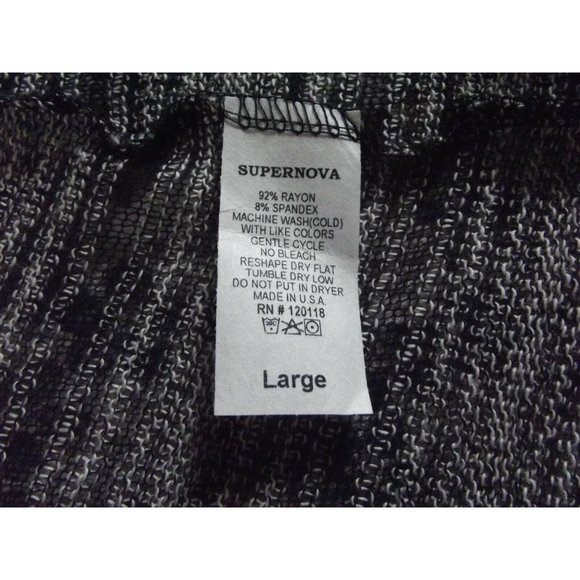 SUPERNOVA
92% RAYON
8% SPANDEX
MACHINE WASH(COLD)
WITH LIKE COLORS
GENTLE CYCLE
NO BLEACH
RESHAPE DRY FLAT
TUMBLE DRY LOW
DO NOT PUT IN DRYER
MADE IN U.S.A.
RN # 120118
Large